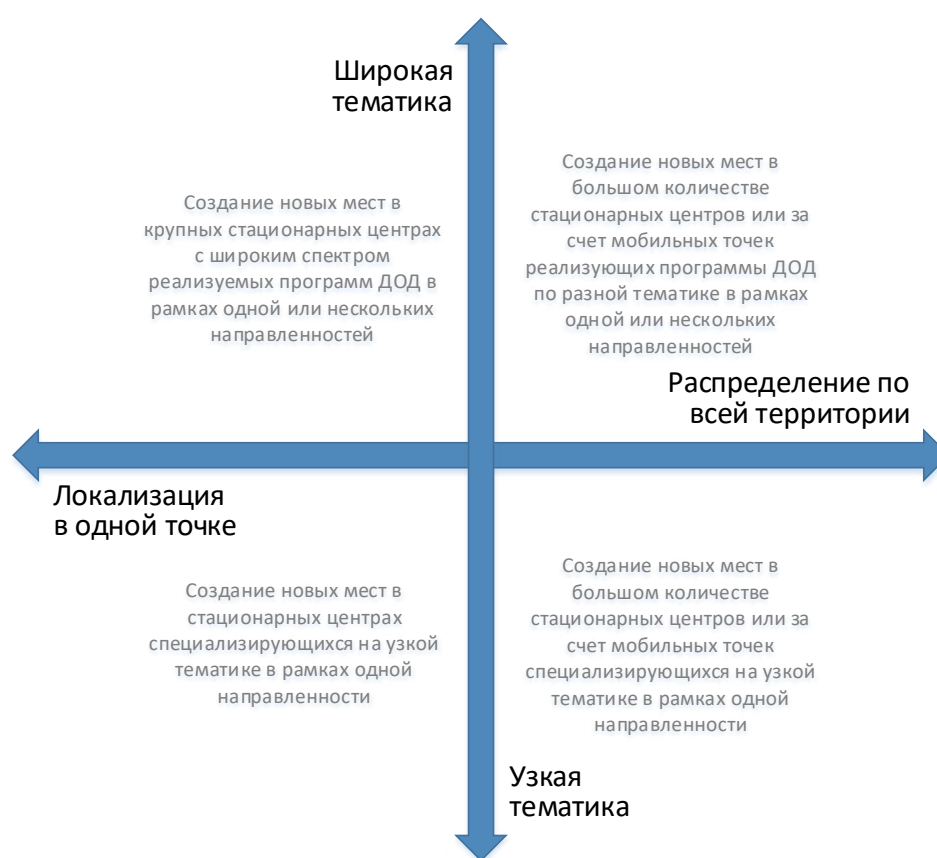 Широкая
тематика
Создание новых мест в
крупных стационарных центрах
с широким спектром
реализуемых программ ДОД в
рамках одной или нескольких
направленностей
Создание новых мест в
большом количестве
стационарных центров или за
счет мобильных точек
реализующих программы ДОД
по разной тематике в рамках
одной или нескольких
направленностей
Распределение по
всей территории
Локализация
в одной точке
Создание новых мест в
стационарных центрах
специализирующихся на узкой
тематике в рамках одной
направленности
Создание новых мест в
большом количестве
стационарных центров или за
счет мобильных точек
специализирующихся на узкой
тематике в рамках одной
направленности
Узкая
тематика